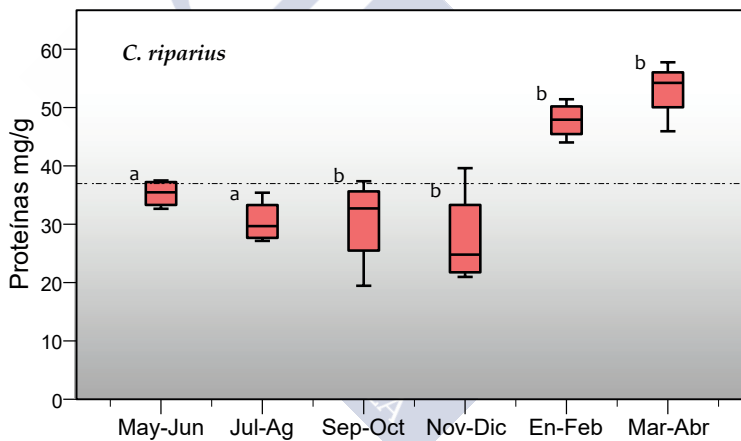 C. riparius
Proteínas mg/g
60
50
40
30
20
10
0
a
a
b
b
b
b
May-Jun
Jul-Ag
Sep-Oct
Nov-Dic
En-Feb
Mar-Abr